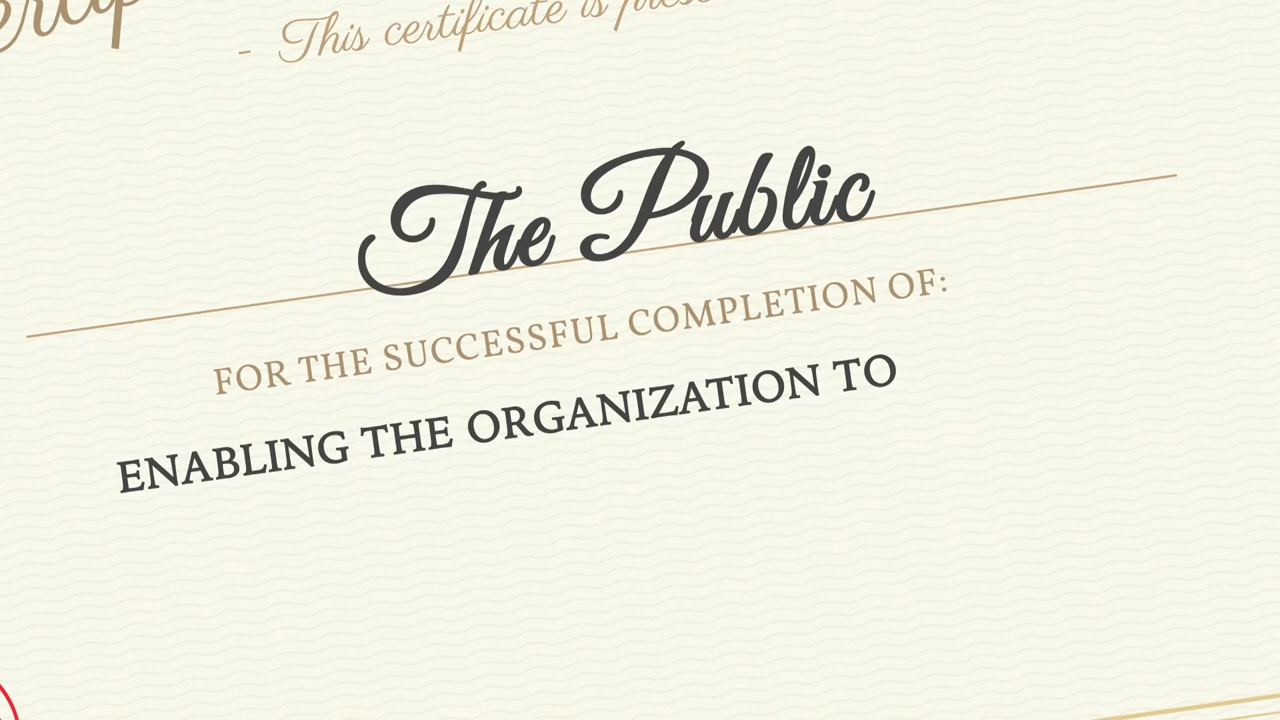 - This certificate is
The Public
FOR THE SUCCESSFUL COMPLETION OF:
ENABLING THE ORGANIZATION TO